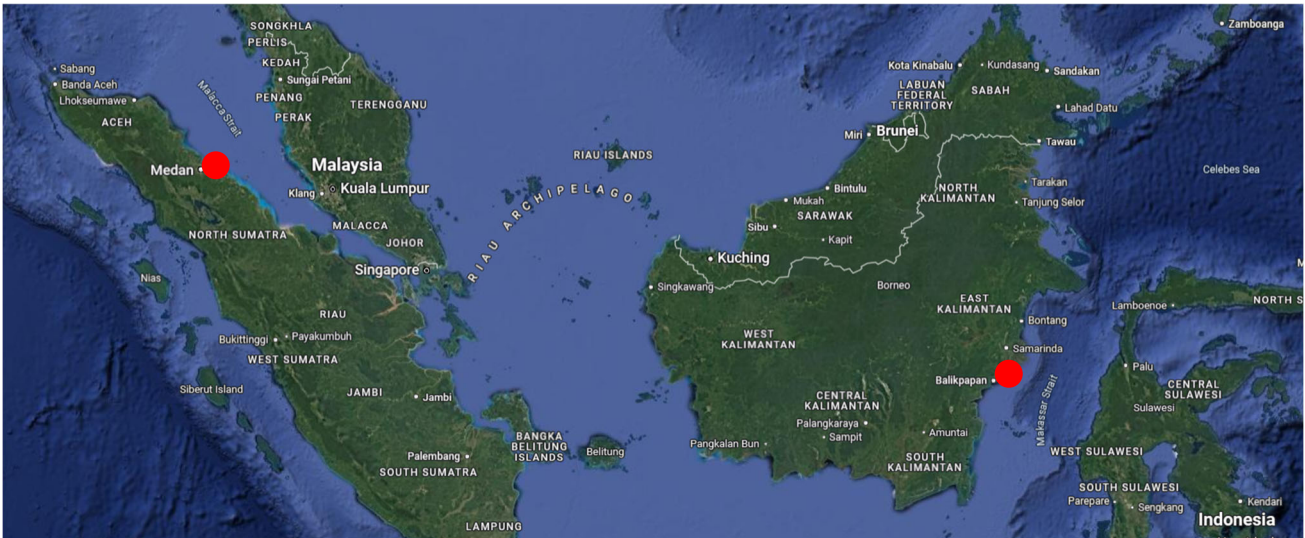 SONGKHLA
PERLIS
KEDAH
Sungai Petani
PENANG
PERAK
TERENGGANU
Sabang
Banda Aceh
Lhokseumawe
ACEH
Malacca Strait
Medan
Malaysia
Klang
Kuala Lumpur
MALACCA
JOHOR
Singapore
NORTH SUMATRA
Nias
RIAU
Bukittinggi
Payakumbuh
WEST SUMATRA
Siberut Island
JAMBI
Jambi
Palembang
SOUTH SUMATRA
LAMPUNG
BANGKA
BELITUNG
ISLANDS
Belitung
RIAU ISLANDS
RIAU ARCHIPELAGO
Zamboanga
Kota Kinabalu
Kundasang
Sandakan
LABUAN
FEDERAL
TERRITORY
SABAH
Lahad Datu
Miri
Brunei
Tawau
Celebes Sea
Bintulu
Mukah
SARAWAK
Sibu
Kapit
NORTH
KALIMANTAN
Tarakan
Tanjung Selor
Kuching
Singkawang
Borneo
EAST
KALIMANTAN
Bontang
Samarinda
Balikpapan
WEST
KALIMANTAN
CENTRAL
KALIMANTAN
Palangkaraya
Sampit
Pangkalan Bun
Amuntai
SOUTH
KALIMANTAN
Makassar Strait
Lamboenoe
M
NORTH S
Palu
CENTRAL
SULAWESI
Sulawesi
WEST SULAWESI
SOUTH SULAWESI
Parepare
Sengkang
Kendari
Indonesia